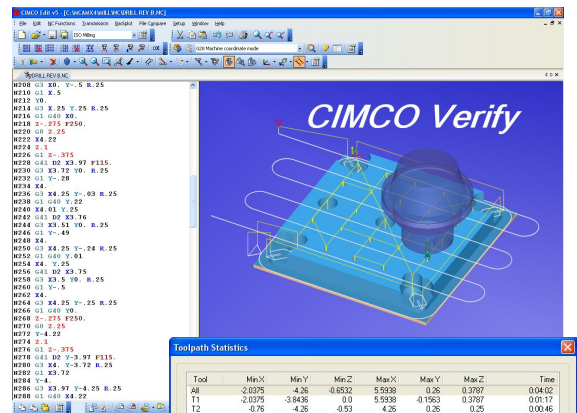 CIMCO Edit v5 - [C:\MCAMX4\MILL\NC\DRILL REV B.NC]
File Edit NC Functions Transmission Backplot File Compare Setup Window Help
ISO Milling
G28 Machine coordinate mode
DRILL REV B.NC
N208 G3 X0. Y-.5 R.25
N210 G1 X.5
N212 Y0.
N214 G3 X.25 Y.25 R.25
N216 G1 G40 X0.
N218 Z-.275 F250.
N220 G0 Z.25
N222 X4.22
N224 Z.1
N226 G1 Z-.375
N228 G41 D2 X3.97 F115.
N230 G3 X3.72 Y0. R.25
N232 G1 Y-.28
N234 X4.
N236 G3 X4.25 Y-.03 R.25
N238 G1 G40 Y.22
N240 X4.01 Y.25
N242 G41 D2 X3.76
N244 G3 X3.51 Y0. R.25
N246 G1 Y-.49
N248 X4.
N250 G3 X4.25 Y-.24 R.25
N252 G1 G40 Y.01
N254 X4. Y.25
N256 G41 D2 X3.75
N258 G3 X3.5 Y0. R.25
N260 G1 Y-.5
N262 X4.
N264 G3 X4.25 Y-.25 R.25
N266 G1 G40 Y0.
N268 Z-.275 F250.
N270 G0 Z.25
N272 Y-4.22
N274 Z.1
N276 G1 Z-.375
N278 G41 D2 Y-3.97 F115.
N280 G3 X4. Y-3.72 R.25
N282 G1 X3.72
N284 Y-4.
N286 G3 X3.97 Y-4.25 R.25
N288 G1 G40 X4.22
CIMCO Verify
Toolpath Statistics
Tool Min X Min Y Min Z Max X Max Y Max Z Time
All -2.0375 -4.26 -0.6532 5.5938 0.26 0.3787 0:04:02
T1 -2.0375 -3.8436 0.0 5.5938 -0.1563 0.3787 0:01:17
T2 -0.76 -4.26 -0.53 4.26 0.26 0.25 0:00:46